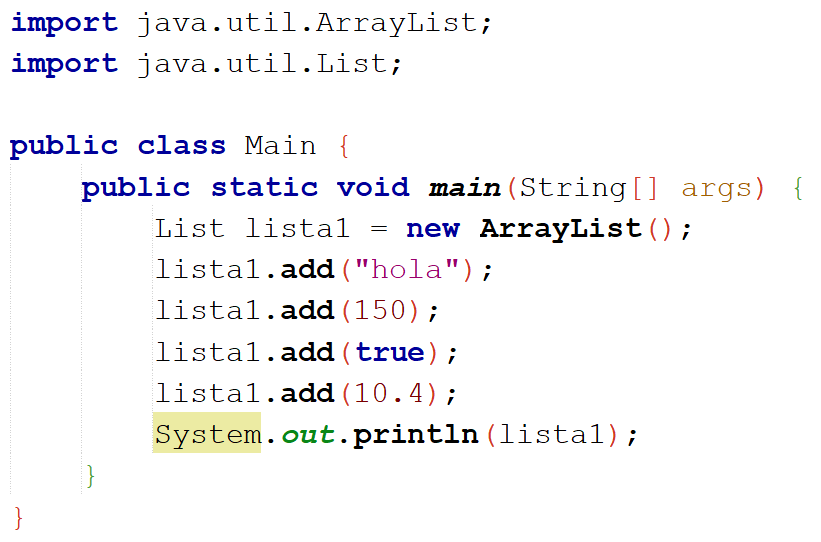 import java.util.ArrayList;
import java.util.List;

public class Main {
    public static void main(String[] args) {
        List lista1 = new ArrayList();
        lista1.add("hola");
        lista1.add(150);
        lista1.add(true);
        lista1.add(10.4);
        System.out.println(lista1);
    }
}